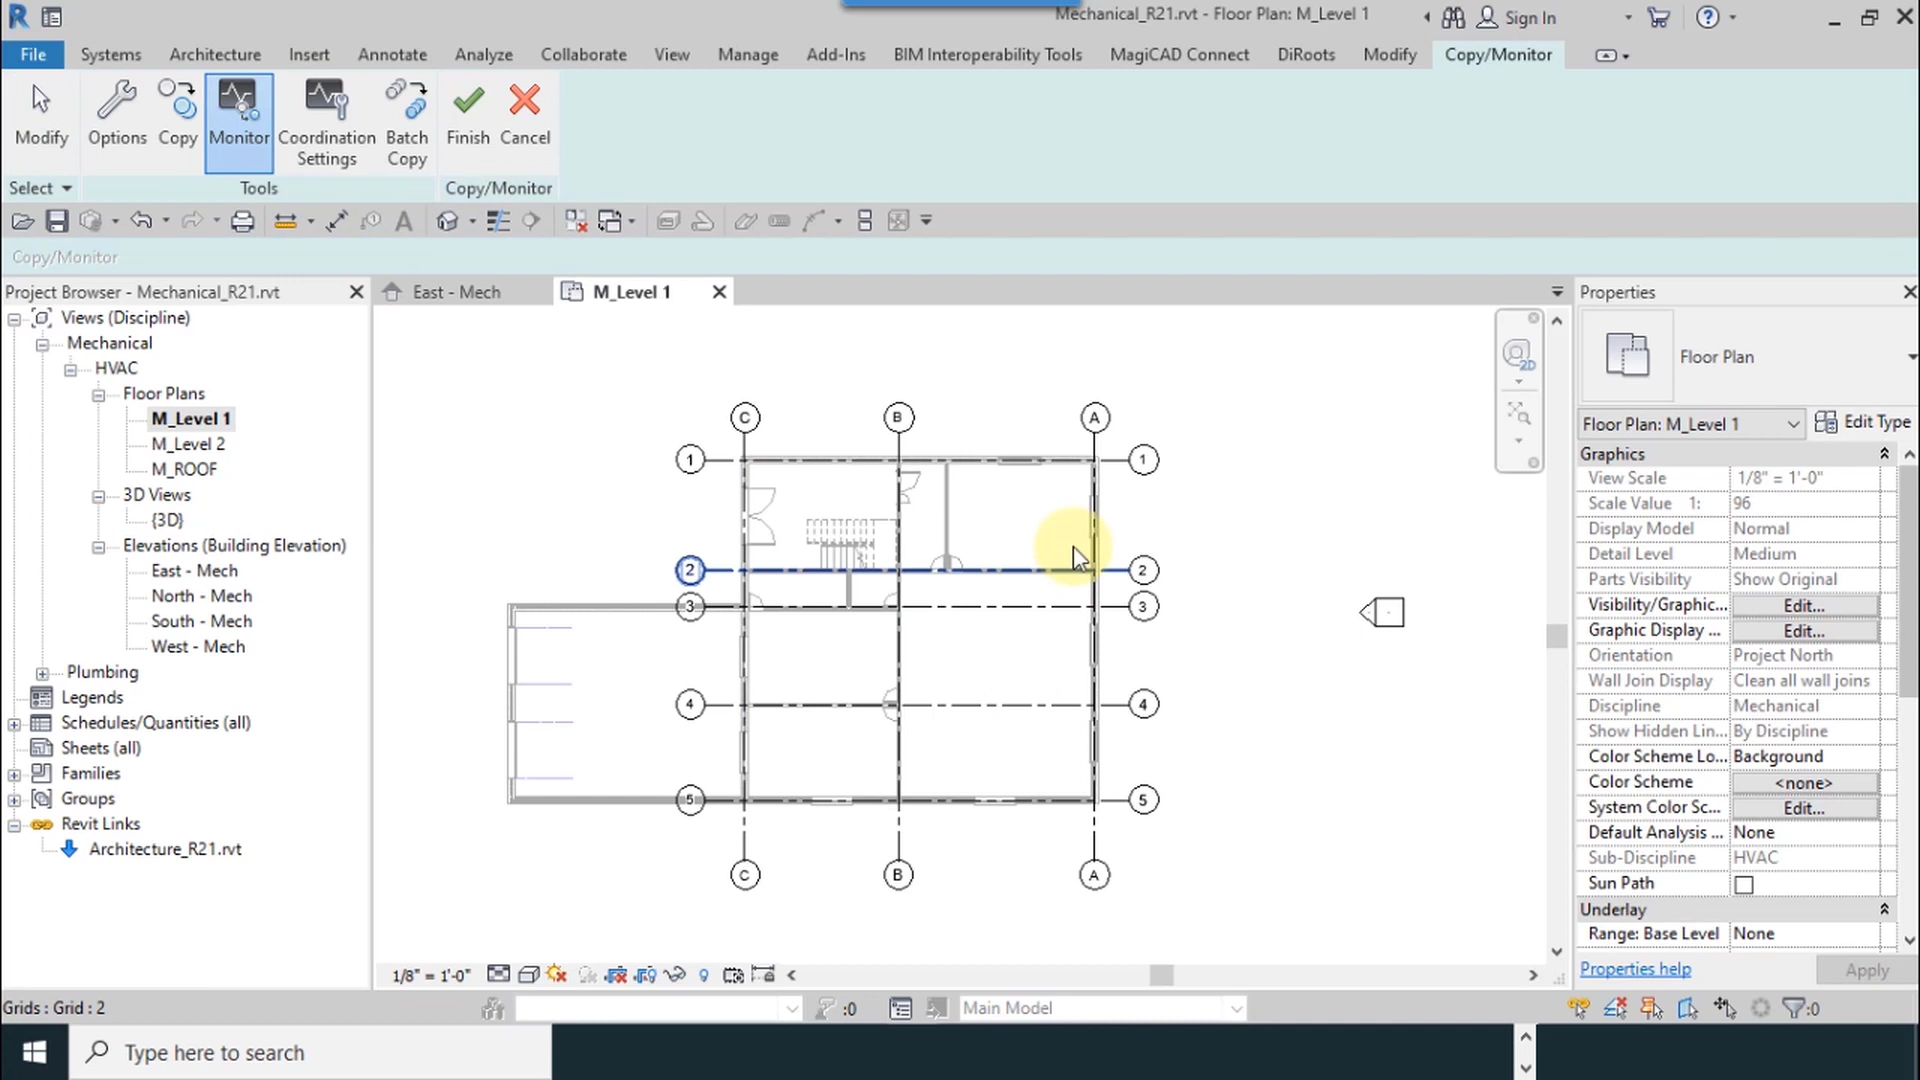 Mechanical_R21.rvt - Floor Plan: M_Level 1
Sign In
File Systems Architecture Insert Annotate Analyze Collaborate View Manage Add-Ins BIM Interoperability Tools MagiCAD Connect DiRoots Modify Copy/Monitor
Modify
Options
Copy
Monitor
Coordination
Settings
Batch
Copy
Finish
Cancel
Select
Tools
Copy/Monitor
Copy/Monitor
Project Browser - Mechanical_R21.rvt
East - Mech
M_Level 1
Properties
Views (Discipline)
Mechanical
HVAC
Floor Plans
M_Level 1
M_Level 2
M_ROOF
3D Views
{3D}
Elevations (Building Elevation)
East - Mech
North - Mech
South - Mech
West - Mech
Plumbing
Legends
Schedules/Quantities (all)
Sheets (all)
Families
Groups
Revit Links
Architecture_R21.rvt
C B A
1 1
2 2
3 3
4 4
5 5
C B A
2D
Floor Plan
Floor Plan: M_Level 1
Edit Type
Graphics
View Scale 1/8" = 1'-0"
Scale Value 1: 96
Display Model Normal
Detail Level Medium
Parts Visibility Show Original
Visibility/Graphic... Edit...
Graphic Display ... Edit...
Orientation Project North
Wall Join Display Clean all wall joins
Discipline Mechanical
Show Hidden Lin... By Discipline
Color Scheme Lo... Background
Color Scheme <none>
System Color Sc... Edit...
Default Analysis ... None
Sub-Discipline HVAC
Sun Path
Underlay
Range: Base Level None
Properties help
Apply
1/8" = 1'-0"
Grids : Grid : 2
:0
Main Model
:0
Type here to search